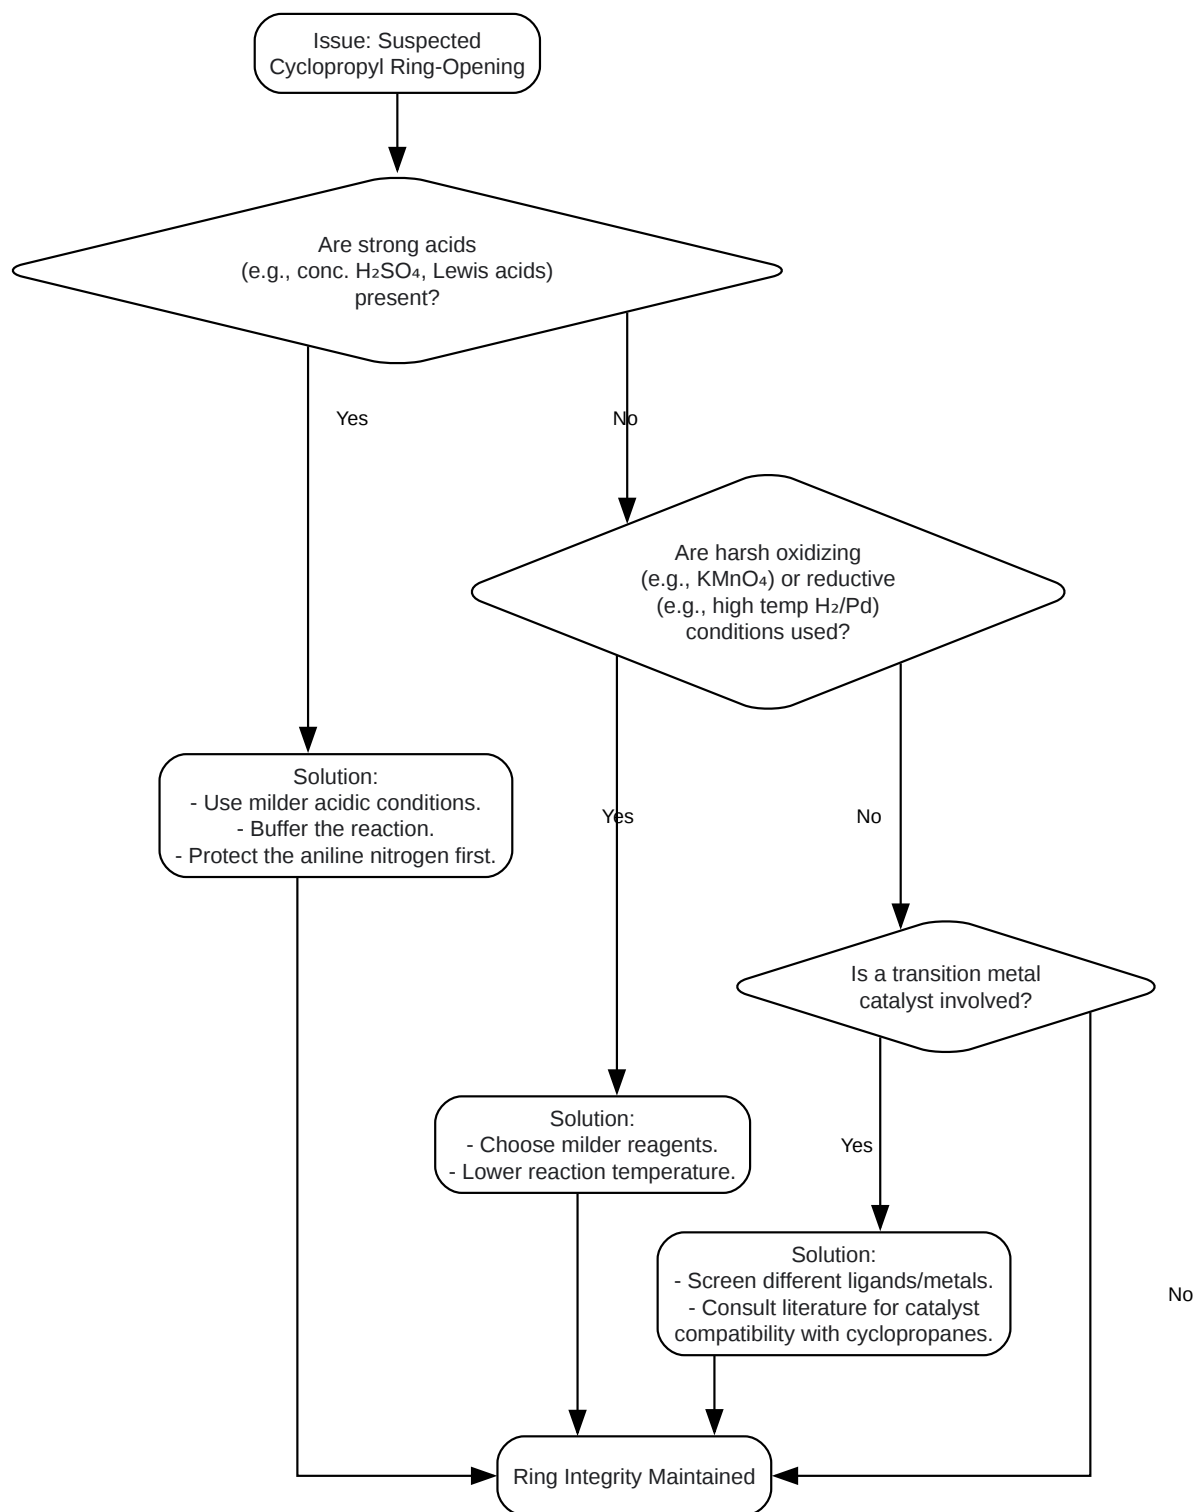 Issue: Suspected
Cyclopropyl Ring-Opening
Are strong acids
(e.g., conc. H₂SO₄, Lewis acids)
present?
Yes
No
Are harsh oxidizing
(e.g., KMnO₄) or reductive
(e.g., high temp H₂/Pd)
conditions used?
Solution:
- Use milder acidic conditions.
- Buffer the reaction.
- Protect the aniline nitrogen first.
Yes
No
Is a transition metal
catalyst involved?
Solution:
- Choose milder reagents.
- Lower reaction temperature.
Yes
Solution:
- Screen different ligands/metals.
- Consult literature for catalyst
compatibility with cyclopropanes.
No
Ring Integrity Maintained